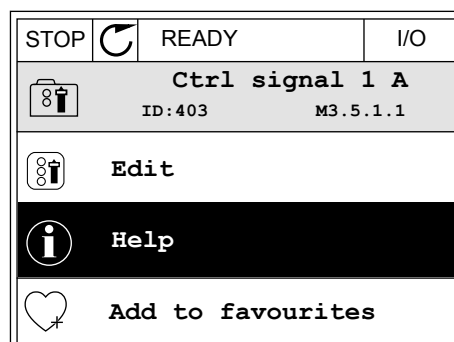 STOP READY I/O
Ctrl signal 1 A
ID:403 M3.5.1.1
Edit
Help
Add to favourites